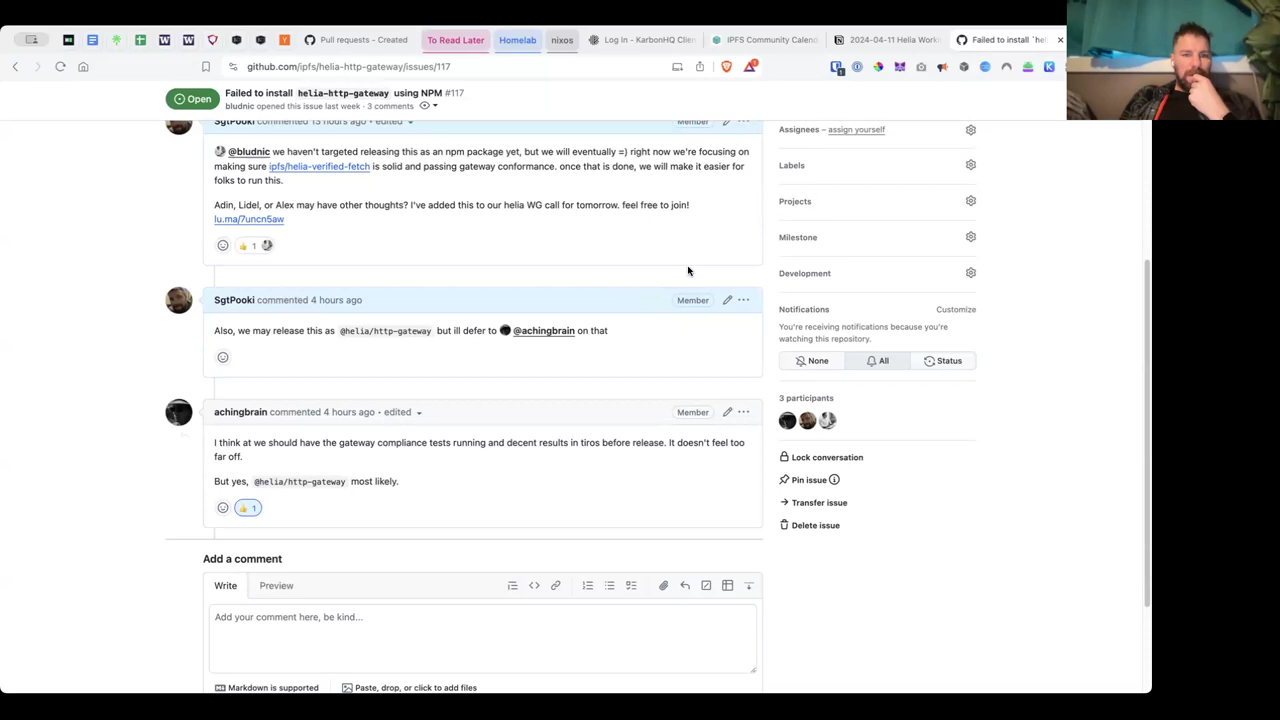 Pull requests - Created
To Read Later
Homelab
nixos
Log In - KarbonHQ Clien
IPFS Community Calend
2024-04-11 Helia Work
Failed to install `heli
github.com/ipfs/helia-http-gateway/issues/117
Open
Failed to install helia-http-gateway using NPM #117
bludnic opened this issue last week · 3 comments
SgtPooki commented 13 hours ago • edited
Member
@bludnic we haven't targeted releasing this as an npm package yet, but we will eventually =) right now we're focusing on
making sure ipfs/helia-verified-fetch is solid and passing gateway conformance. once that is done, we will make it easier for
folks to run this.
Adin, Lidel, or Alex may have other thoughts? I've added this to our helia WG call for tomorrow. feel free to join!
lu.ma/7uncn5aw
1
SgtPooki commented 4 hours ago
Member
Also, we may release this as @helia/http-gateway but ill defer to @achingbrain on that
achingbrain commented 4 hours ago • edited
Member
I think at we should have the gateway compliance tests running and decent results in tiros before release. It doesn't feel too
far off.
But yes, @helia/http-gateway most likely.
1
Add a comment
Write
Preview
Add your comment here, be kind...
Markdown is supported
Paste, drop, or click to add files
Assignees – assign yourself
Labels
Projects
Milestone
Development
Notifications
Customize
You're receiving notifications because you're
watching this repository.
None
All
Status
3 participants
Lock conversation
Pin issue
Transfer issue
Delete issue